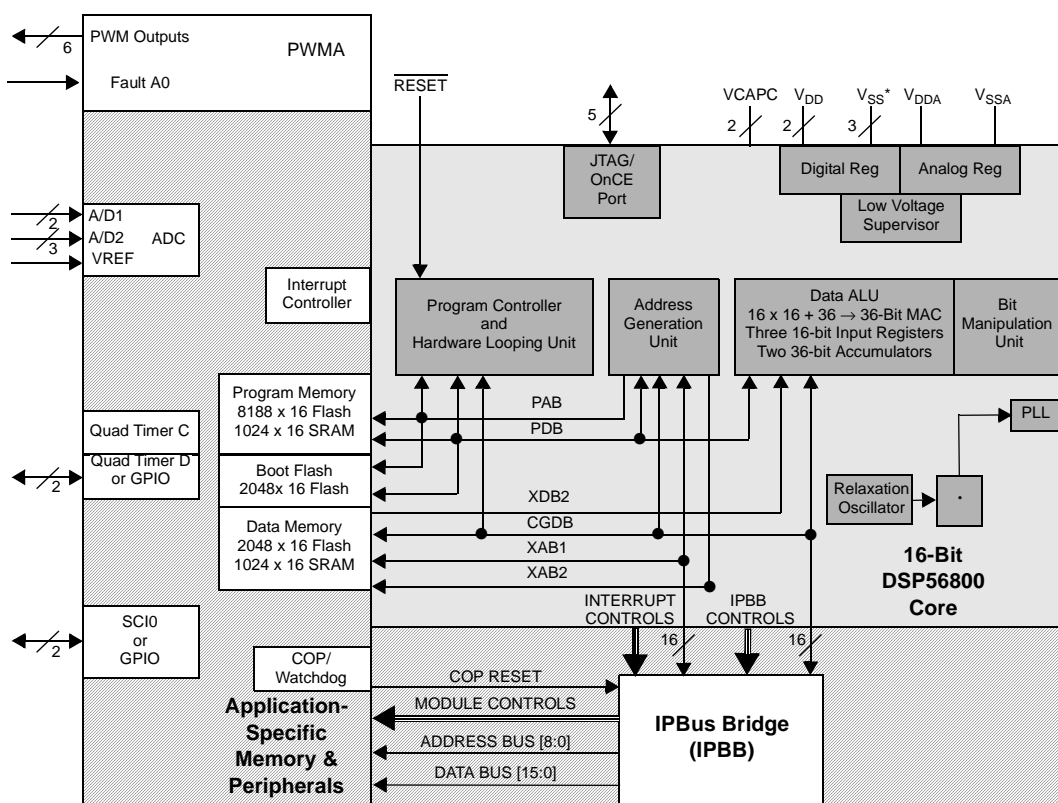 PWM Outputs
6
PWMA
Fault A0
RESET
5
VCAPC
2
VDD
2
VSS*
3
VDDA
VSSA
JTAG/
OnCE
Port
Digital Reg
Analog Reg
Low Voltage
Supervisor
A/D1
2
A/D2
3
ADC
VREF
Interrupt
Controller
Program Controller
and
Hardware Looping Unit
Address
Generation
Unit
Data ALU
16 x 16 + 36 → 36-Bit MAC
Three 16-bit Input Registers
Two 36-bit Accumulators
Bit
Manipulation
Unit
Program Memory
8188 x 16 Flash
1024 x 16 SRAM
PAB
PDB
PLL
Quad Timer C
Quad Timer D
or GPIO
2
Boot Flash
2048x 16 Flash
XDB2
CGDB
XAB1
XAB2
Data Memory
2048 x 16 Flash
1024 x 16 SRAM
Relaxation
Oscillator
.
16-Bit
DSP56800
Core
INTERRUPT
CONTROLS
16
IPBB
CONTROLS
16
SCI0
or
GPIO
2
COP/
Watchdog
COP RESET
MODULE CONTROLS
ADDRESS BUS [8:0]
DATA BUS [15:0]
Application-
Specific
Memory &
Peripherals
IPBus Bridge
(IPBB)